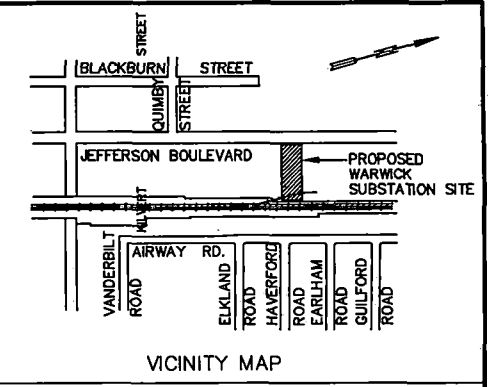 STREET
BLACKBURN STREET
QUIMBY
STREET
JEFFERSON BOULEVARD
PROPOSED
WARWICK
SUBSTATION SITE
KILVERT
AIRWAY RD.
VANDERBILT
ROAD
ELKLAND
ROAD
HAVERFORD
ROAD
EARLHAM
ROAD
GUILFORD
ROAD
VICINITY MAP